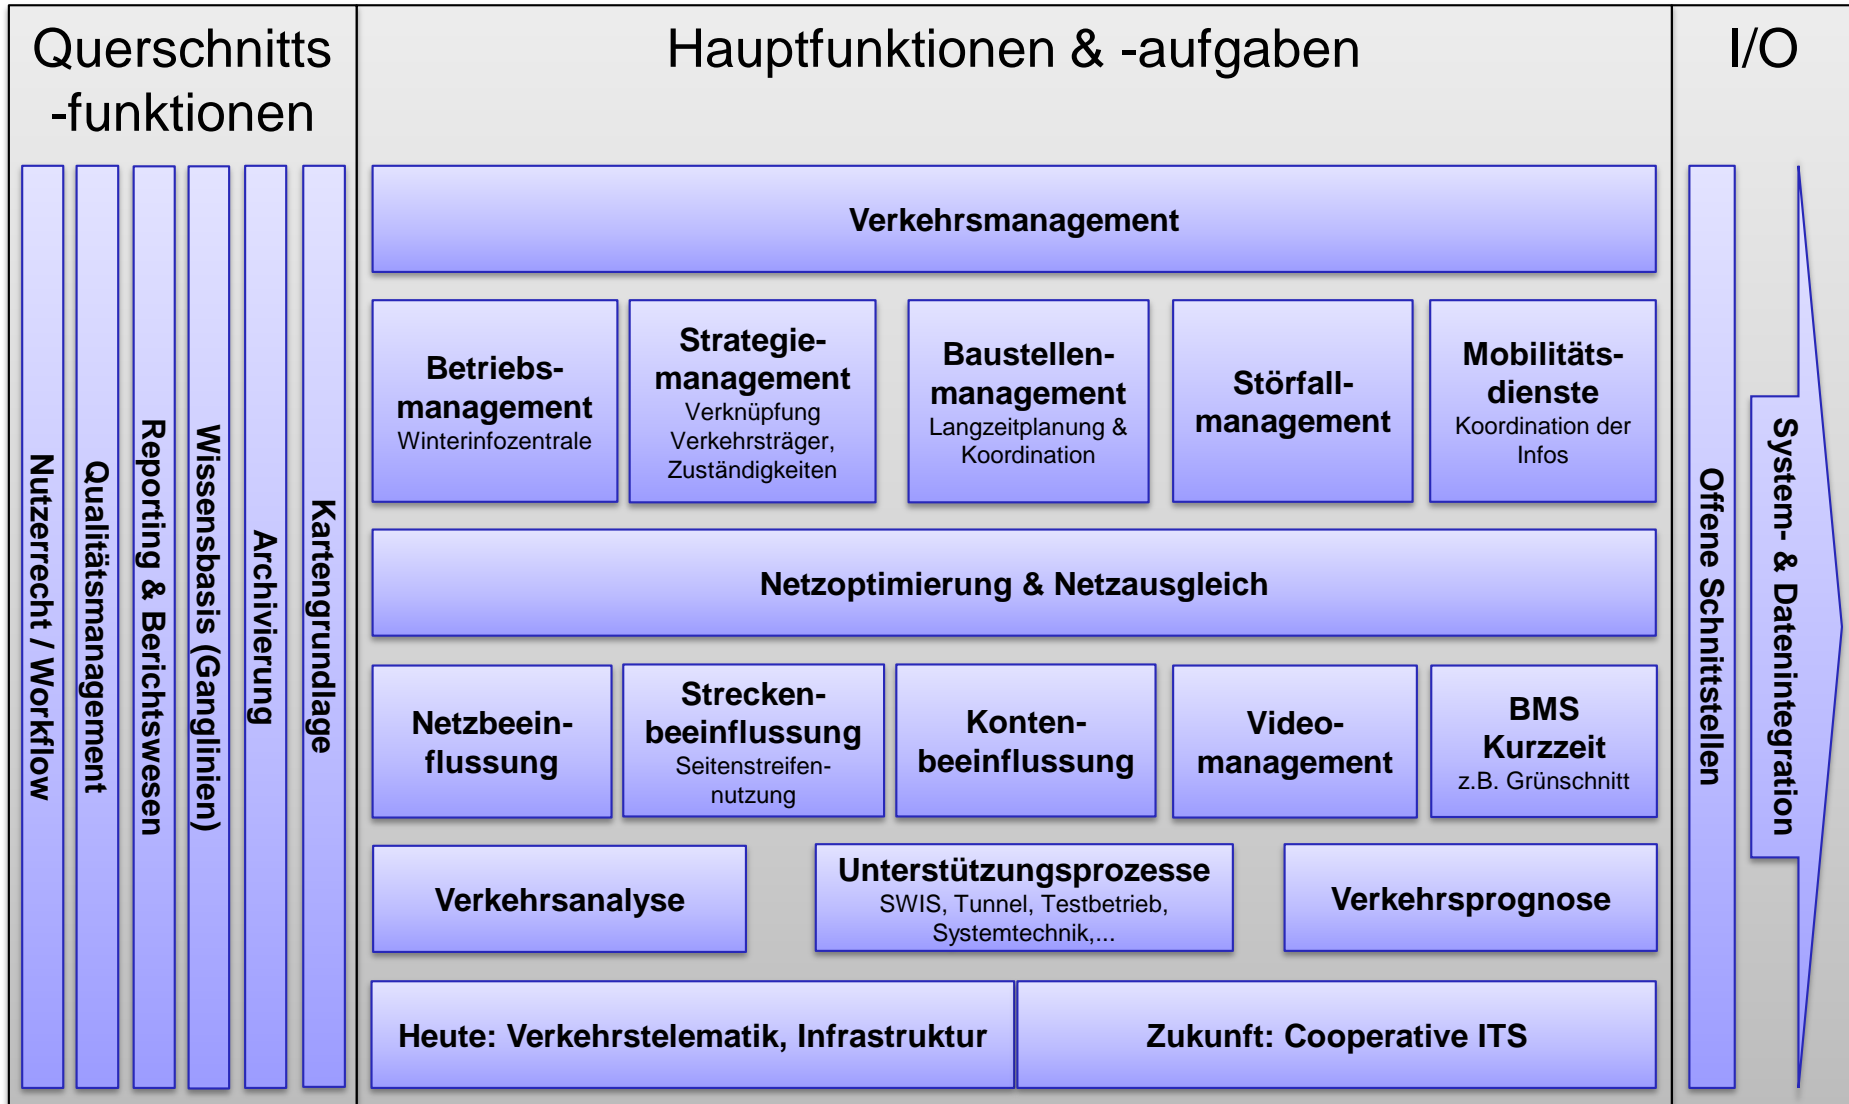 Querschnitts
-funktionen
Nutzerrecht / Workflow
Qualitätsmanagement
Reporting & Berichtswesen
Wissensbasis (Ganglinien)
Archivierung
Kartengrundlage
Hauptfunktionen & -aufgaben
Verkehrsmanagement
Betriebs-
management
Winterinfozentrale
Strategie-
management
Verknüpfung
Verkehrsträger,
Zuständigkeiten
Baustellen-
management
Langzeitplanung &
Koordination
Störfall-
management
Mobilitäts-
dienste
Koordination der
Infos
Netzoptimierung & Netzausgleich
Netzbeein-
flussung
Strecken-
beeinflussung
Seitenstreifen-
nutzung
Konten-
beeinflussung
Video-
management
BMS
Kurzzeit
z.B. Grünschnitt
Verkehrsanalyse
Unterstützungsprozesse
SWIS, Tunnel, Testbetrieb,
Systemtechnik,...
Verkehrsprognose
Heute: Verkehrstelematik, Infrastruktur
Zukunft: Cooperative ITS
I/O
Offene Schnittstellen
System- & Datenintegration